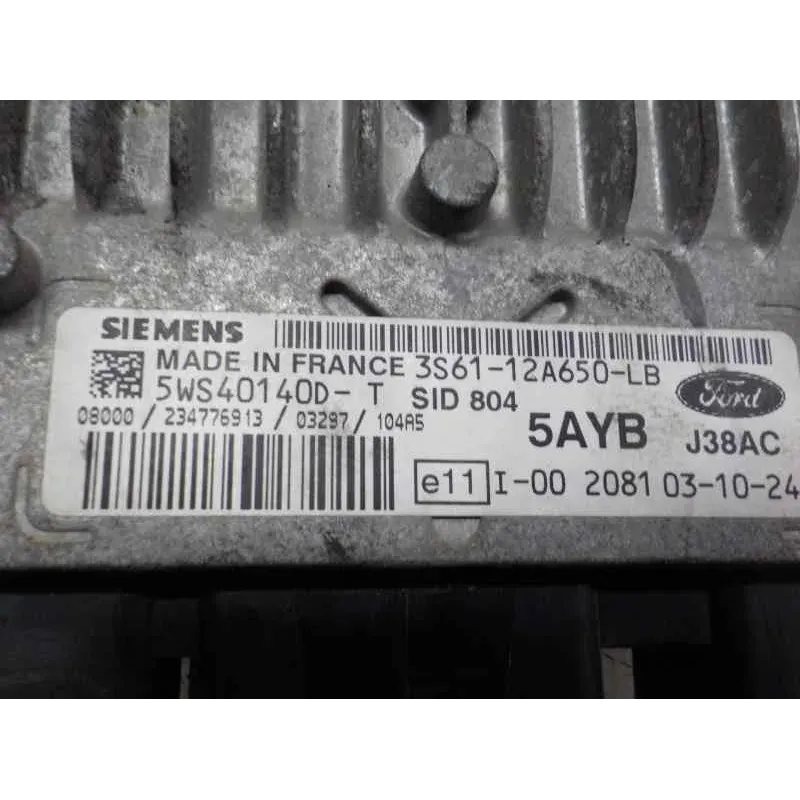 SIEMENS
MADE IN FRANCE 3S61-12A650-LB
5WS40140D-T SID 804
Ford
08000 / 234776913 / 03297 / 104A5
5AYB J38AC
e11 I-00 2081 03-10-24